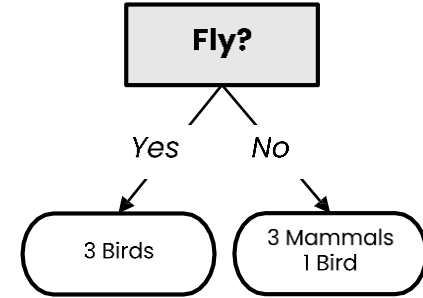 Fly?
Yes
No
3 Birds
3 Mammals
1 Bird